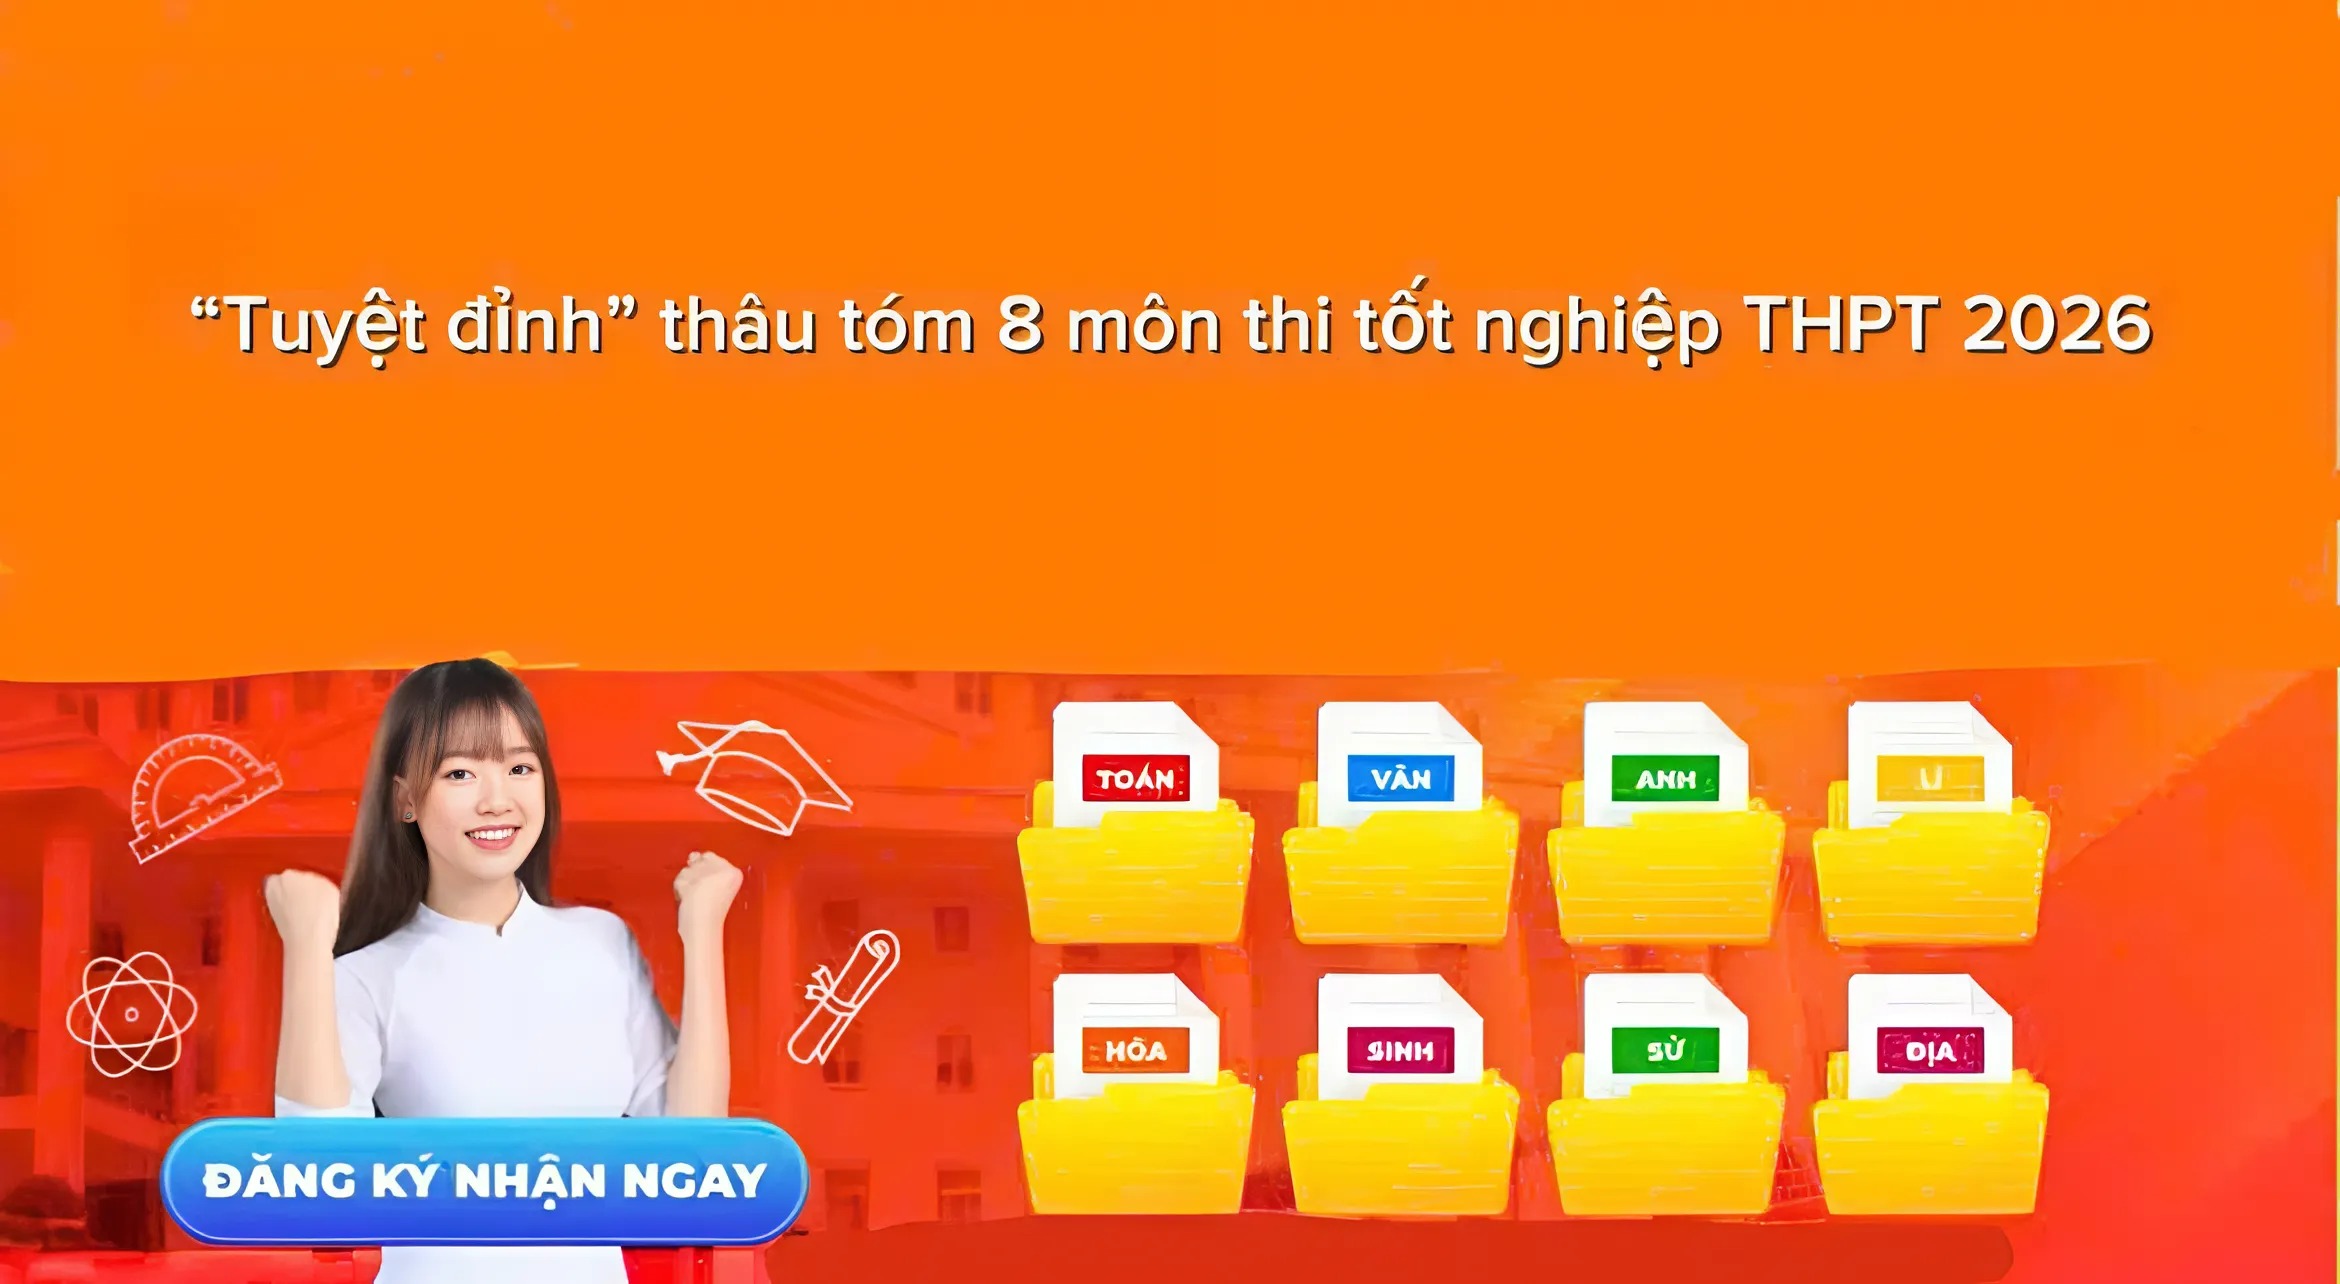 “Tuyệt đỉnh” thâu tóm 8 môn thi tốt nghiệp THPT 2026
TOÁN
VĂN
ANH
HÓA
SINH
SỬ
ĐỊA
ĐĂNG KÝ NHẬN NGAY